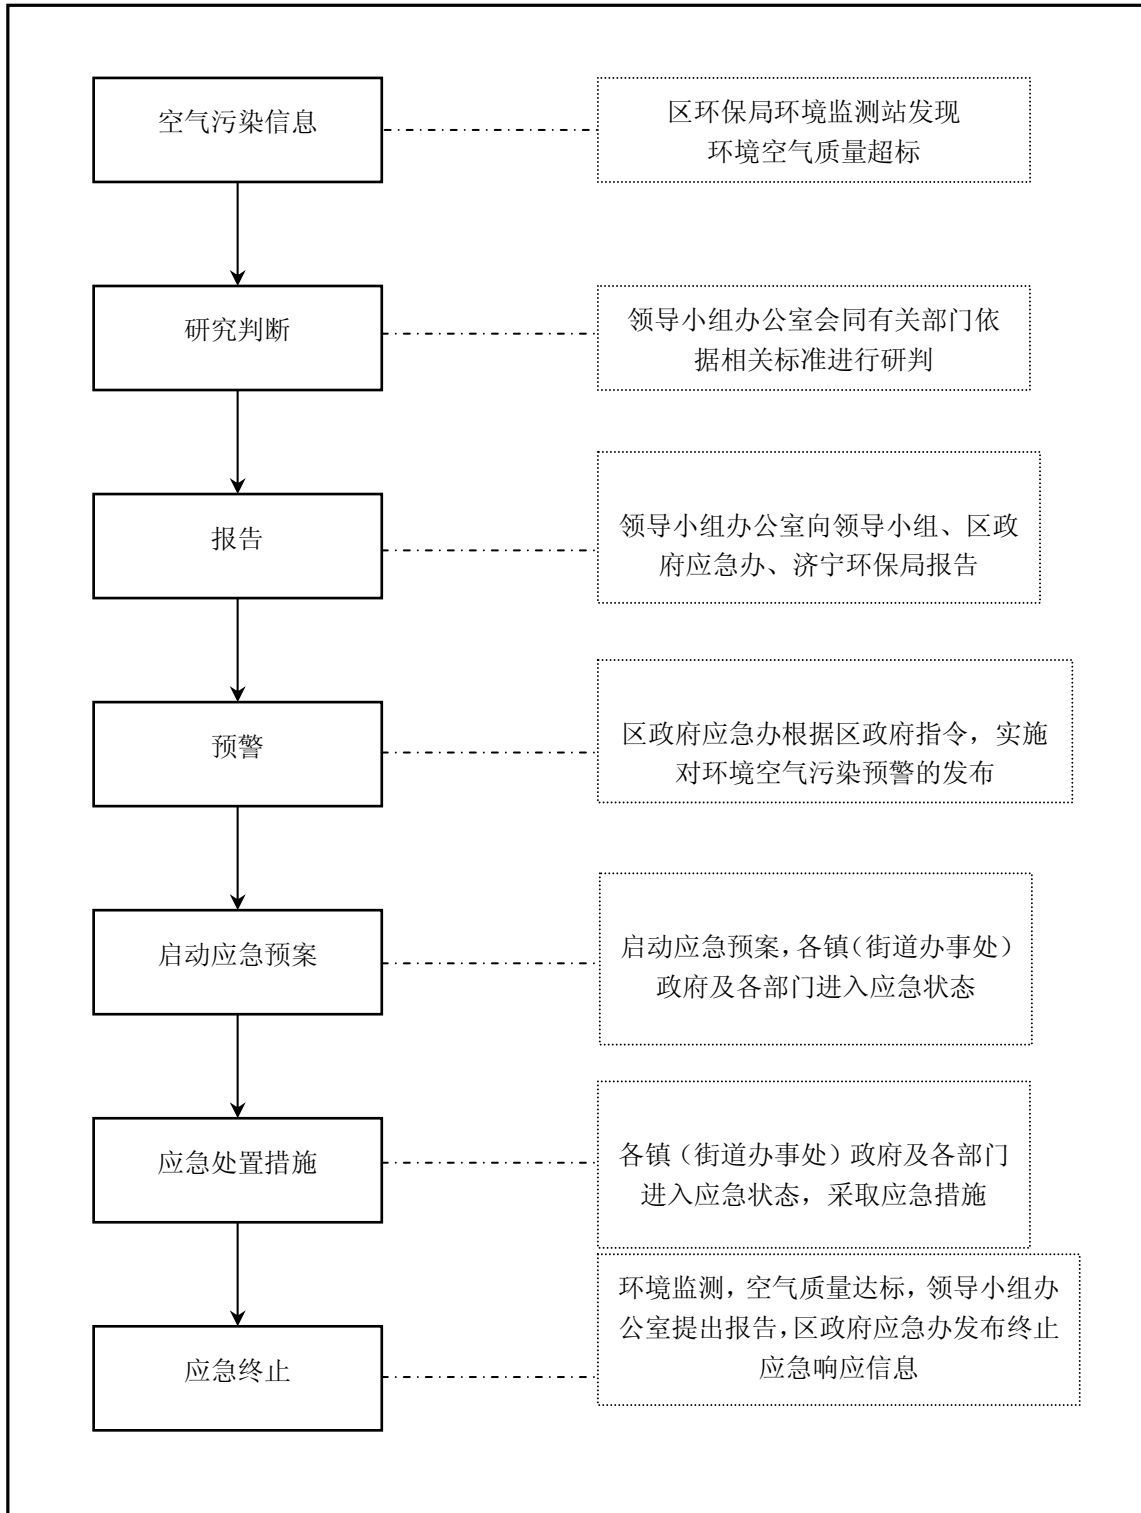 空气污染信息
区环保局环境监测站发现
环境空气质量超标
研究判断
领导小组办公室会同有关部门依
据相关标准进行研判
报告
领导小组办公室向领导小组、区政
府应急办、济宁环保局报告
预警
区政府应急办根据区政府指令，实施
对环境空气污染预警的发布
启动应急预案
启动应急预案，各镇（街道办事处）
政府及各部门进入应急状态
应急处置措施
各镇（街道办事处）政府及各部门
进入应急状态，采取应急措施
应急终止
环境监测，空气质量达标，领导小组办
公室提出报告，区政府应急办发布终止
应急响应信息